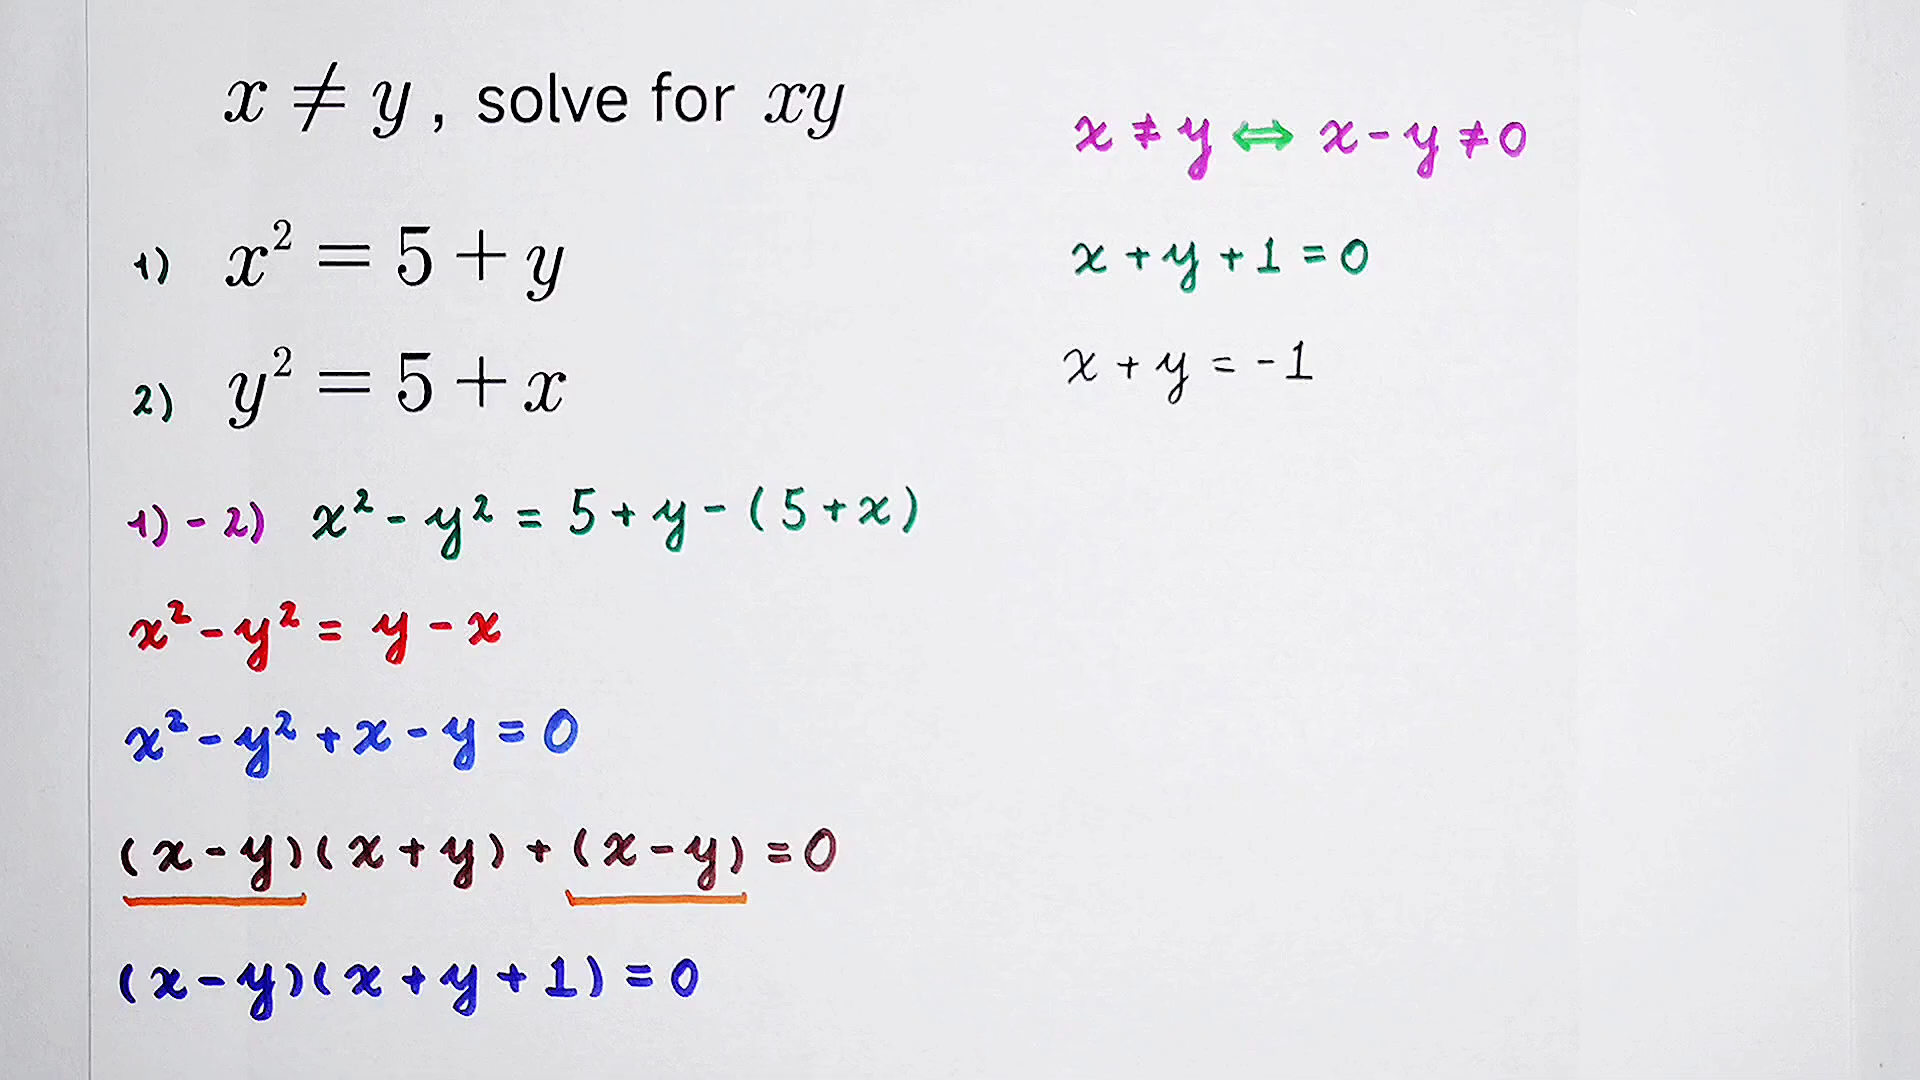 x ≠ y , solve for xy
1) x² = 5 + y
2) y² = 5 + x
1) - 2) x² - y² = 5 + y - (5 + x)
x² - y² = y - x
x² - y² + x - y = 0
(x - y)(x + y) + (x - y) = 0
(x - y)(x + y + 1) = 0
x ≠ y ⇔ x - y ≠ 0
x + y + 1 = 0
x + y = -1